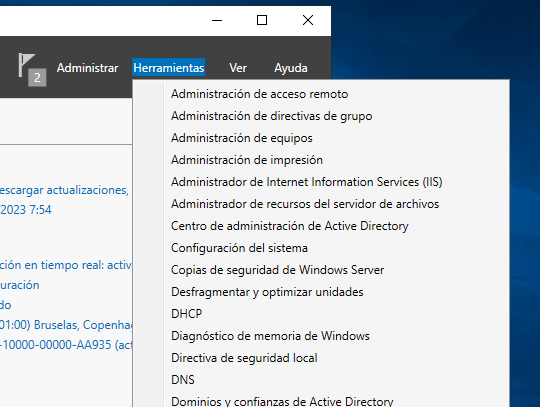 2
Administrar Herramientas Ver Ayuda
Administración de acceso remoto
Administración de directivas de grupo
Administración de equipos
Administración de impresión
Administrador de Internet Information Services (IIS)
Administrador de recursos del servidor de archivos
Centro de administración de Active Directory
Configuración del sistema
Copias de seguridad de Windows Server
Desfragmentar y optimizar unidades
DHCP
Diagnóstico de memoria de Windows
Directiva de seguridad local
DNS
Dominios y confianzas de Active Directory
escargar actualizaciones,
/2023 7:54
ción en tiempo real: activ
uración
do
01:00) Bruselas, Copenha
-10000-00000-AA935 (act